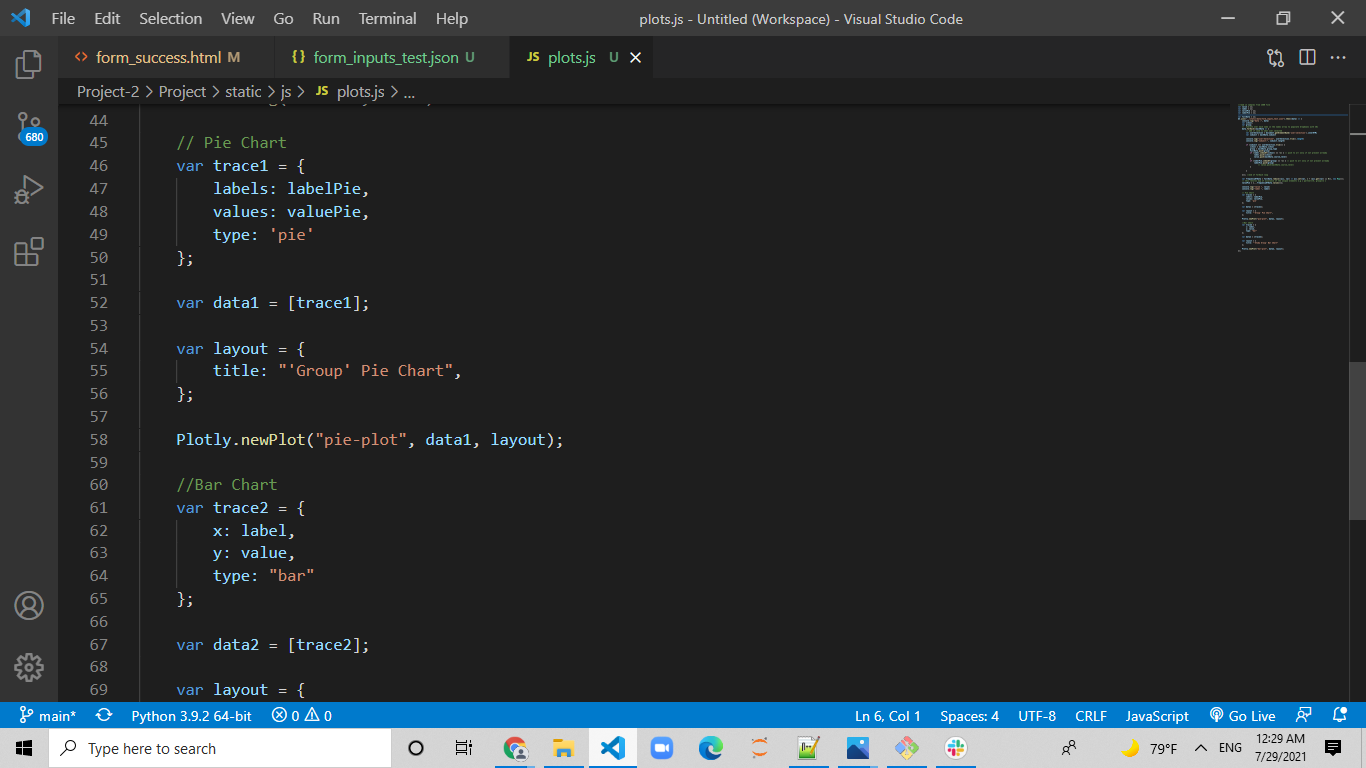 File Edit Selection View Go Run Terminal Help plots.js - Untitled (Workspace) - Visual Studio Code
<> form_success.html M {} form_inputs_test.json U JS plots.js U
Project-2 > Project > static > js > JS plots.js > ...
44
45 // Pie Chart
46 var trace1 = {
47 labels: labelPie,
48 values: valuePie,
49 type: 'pie'
50 };
51
52 var data1 = [trace1];
53
54 var layout = {
55 title: "'Group' Pie Chart",
56 };
57
58 Plotly.newPlot("pie-plot", data1, layout);
59
60 //Bar Chart
61 var trace2 = {
62 x: label,
63 y: value,
64 type: "bar"
65 };
66
67 var data2 = [trace2];
68
69 var layout = {
680
main* Python 3.9.2 64-bit 0 0 Ln 6, Col 1 Spaces: 4 UTF-8 CRLF JavaScript Go Live
Type here to search 79°F ENG 12:29 AM
7/29/2021